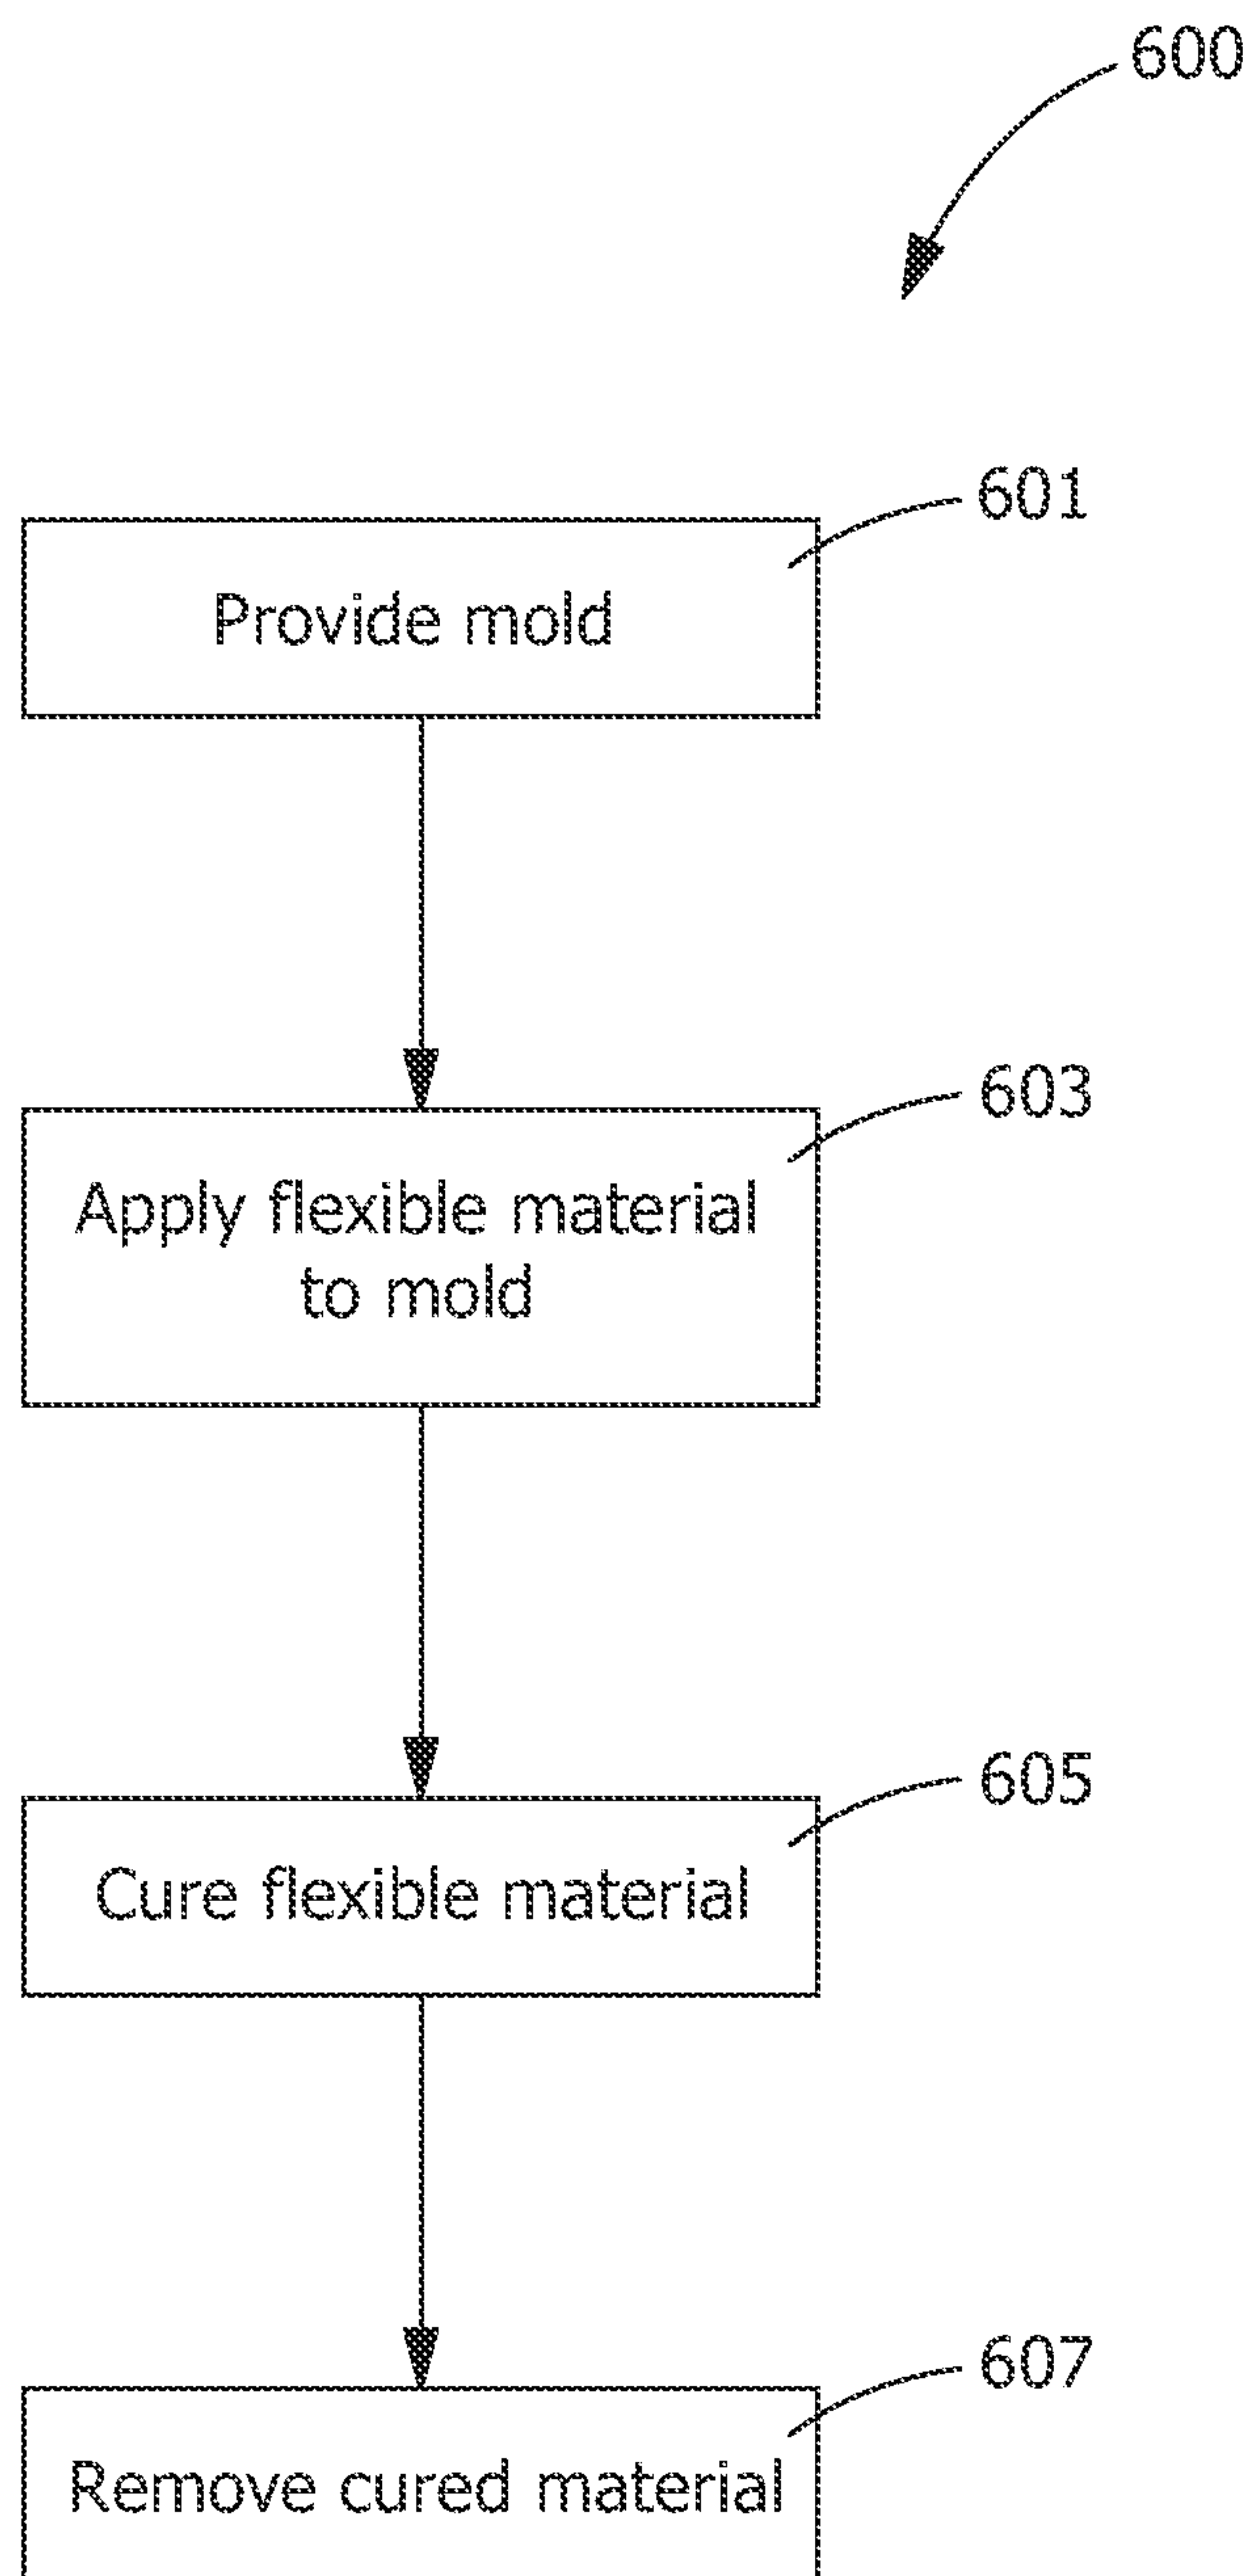 600
601
Provide mold
603
Apply flexible material
to mold
605
Cure flexible material
607
Remove cured material